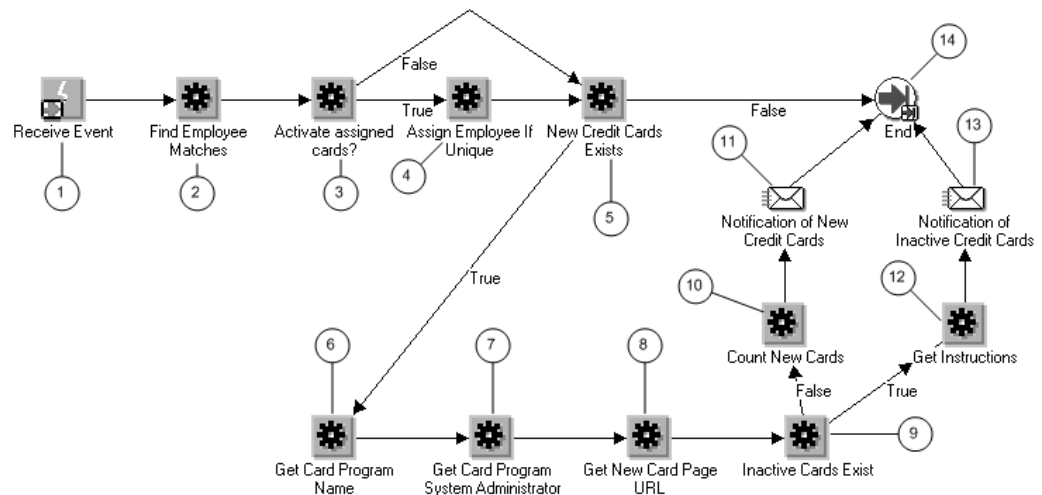 14
False
Receive Event
Find Employee
Matches
Activate assigned
cards?
True
Assign Employee If
Unique
New Credit Cards
Exists
False
End
1
2
3
4
5
11
13
Notification of New
Credit Cards
Notification of
Inactive Credit Cards
True
10
12
Count New Cards
Get Instructions
6
7
8
False
True
9
Get Card Program
Name
Get Card Program
System Administrator
Get New Card Page
URL
Inactive Cards Exist